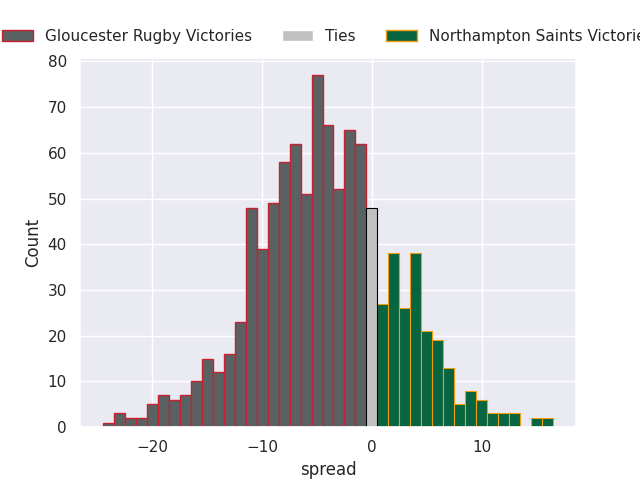 Gloucester Rugby Victories
Ties
Northampton Saints Victorie
80
70
60
50
40
30
20
10
0
Count
−20
−10
0
10
spread